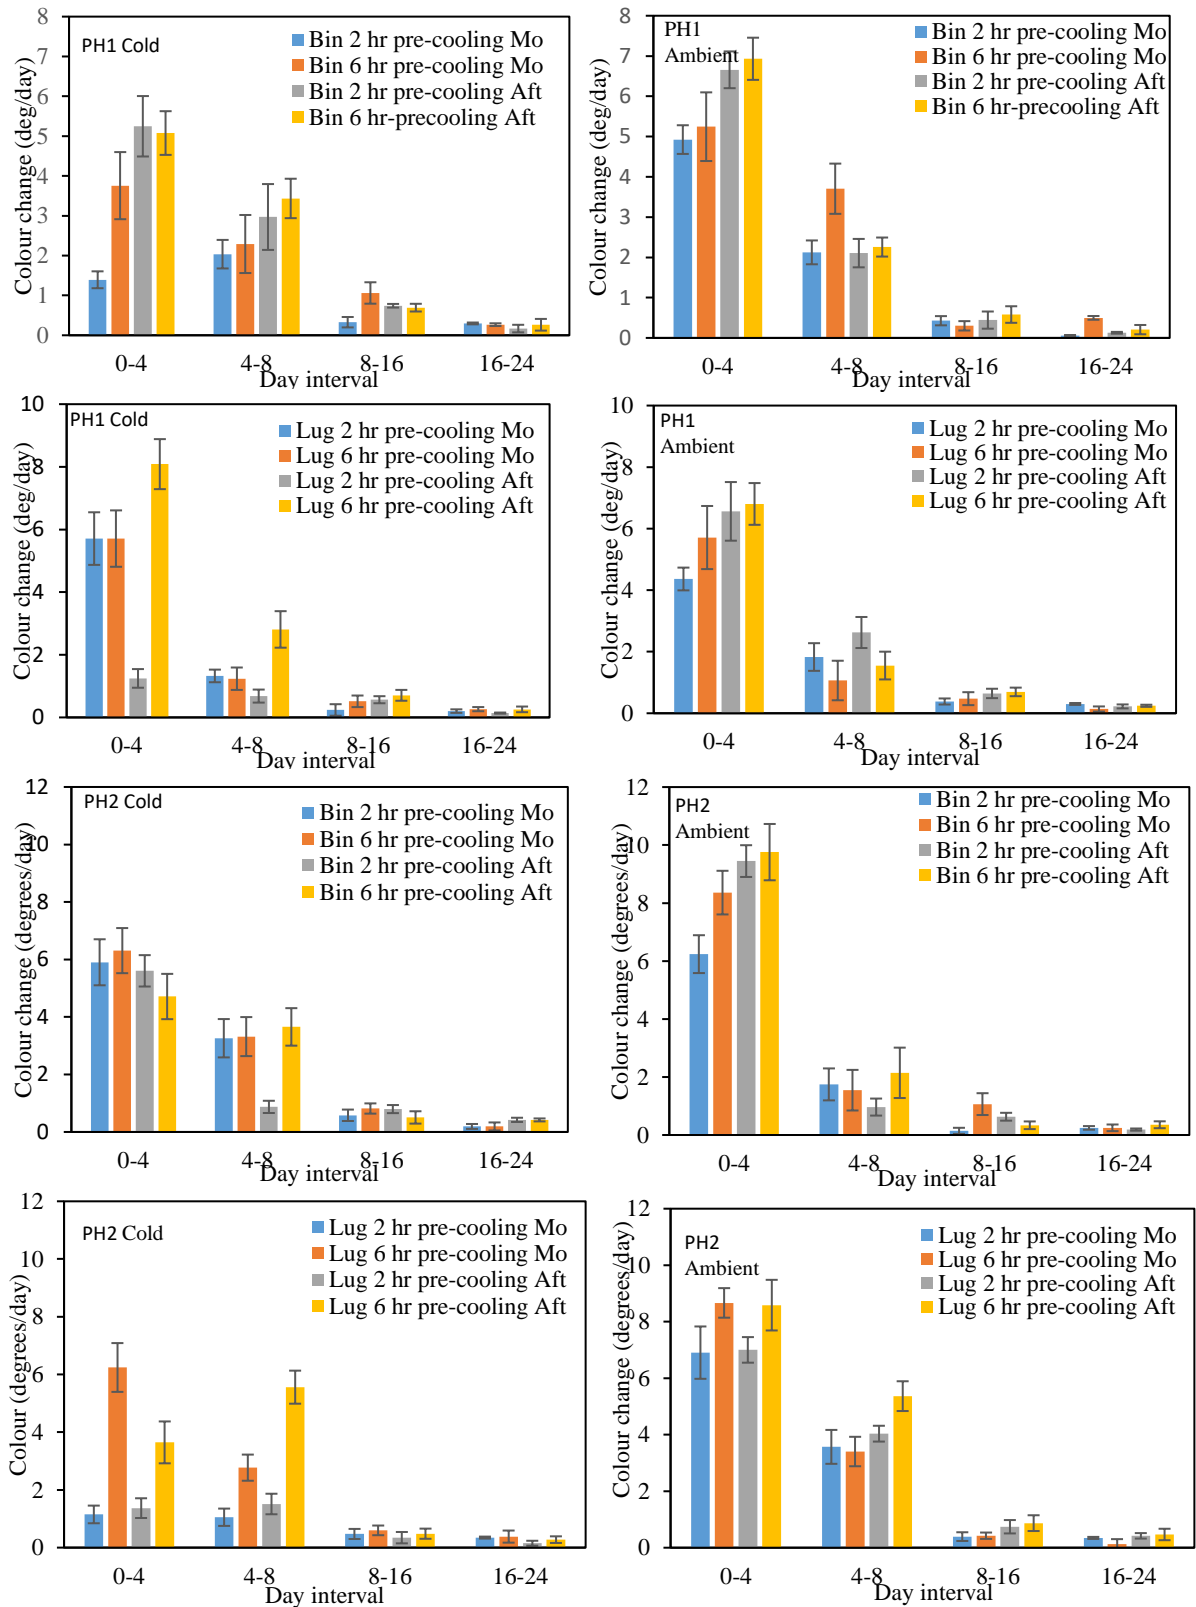 PH1 Cold
Bin 2 hr pre-cooling Mo
Bin 6 hr pre-cooling Mo
Bin 2 hr pre-cooling Aft
Bin 6 hr-precooling Aft
Colour change (deg/day)
8
7
6
5
4
3
2
1
0
0-4
4-8
8-16
16-24
Day interval
PH1
Ambient
Bin 2 hr pre-cooling Mo
Bin 6 hr pre-cooling Mo
Bin 2 hr pre-cooling Aft
Bin 6 hr-precooling Aft
Colour change (deg/day)
8
7
6
5
4
3
2
1
0
0-4
4-8
8-16
16-24
Day interval
PH1 Cold
Lug 2 hr pre-cooling Mo
Lug 6 hr pre-cooling Mo
Lug 2 hr pre-cooling Aft
Lug 6 hr pre-cooling Aft
Colour change (deg/day)
10
8
6
4
2
0
0-4
4-8
8-16
16-24
Day interval
PH1
Ambient
Lug 2 hr pre-cooling Mo
Lug 6 hr pre-cooling Mo
Lug 2 hr pre-cooling Aft
Lug 6 hr pre-cooling Aft
Colour change (deg/day)
10
8
6
4
2
0
0-4
4-8
8-16
16-24
Day interval
PH2 Cold
Bin 2 hr pre-cooling Mo
Bin 6 hr pre-cooling Mo
Bin 2 hr pre-cooling Aft
Bin 6 hr pre-cooling Aft
Colour change (degrees/day)
12
10
8
6
4
2
0
0-4
4-8
8-16
16-24
Day interval
PH2
Ambient
Bin 2 hr pre-cooling Mo
Bin 6 hr pre-cooling Mo
Bin 2 hr pre-cooling Aft
Bin 6 hr pre-cooling Aft
Colour change (degrees/day)
12
10
8
6
4
2
0
0-4
4-8
8-16
16-24
Day interval
PH2 Cold
Lug 2 hr pre-cooling Mo
Lug 6 hr pre-cooling Mo
Lug 2 hr pre-cooling Aft
Lug 6 hr pre-cooling Aft
Colour (degrees/day)
12
10
8
6
4
2
0
0-4
4-8
8-16
16-24
Day interval
PH2
Ambient
Lug 2 hr pre-cooling Mo
Lug 6 hr pre-cooling Mo
Lug 2 hr pre-cooling Aft
Lug 6 hr pre-cooling Aft
Colour change (degrees/day)
12
10
8
6
4
2
0
0-4
4-8
8-16
16-24
Day interval